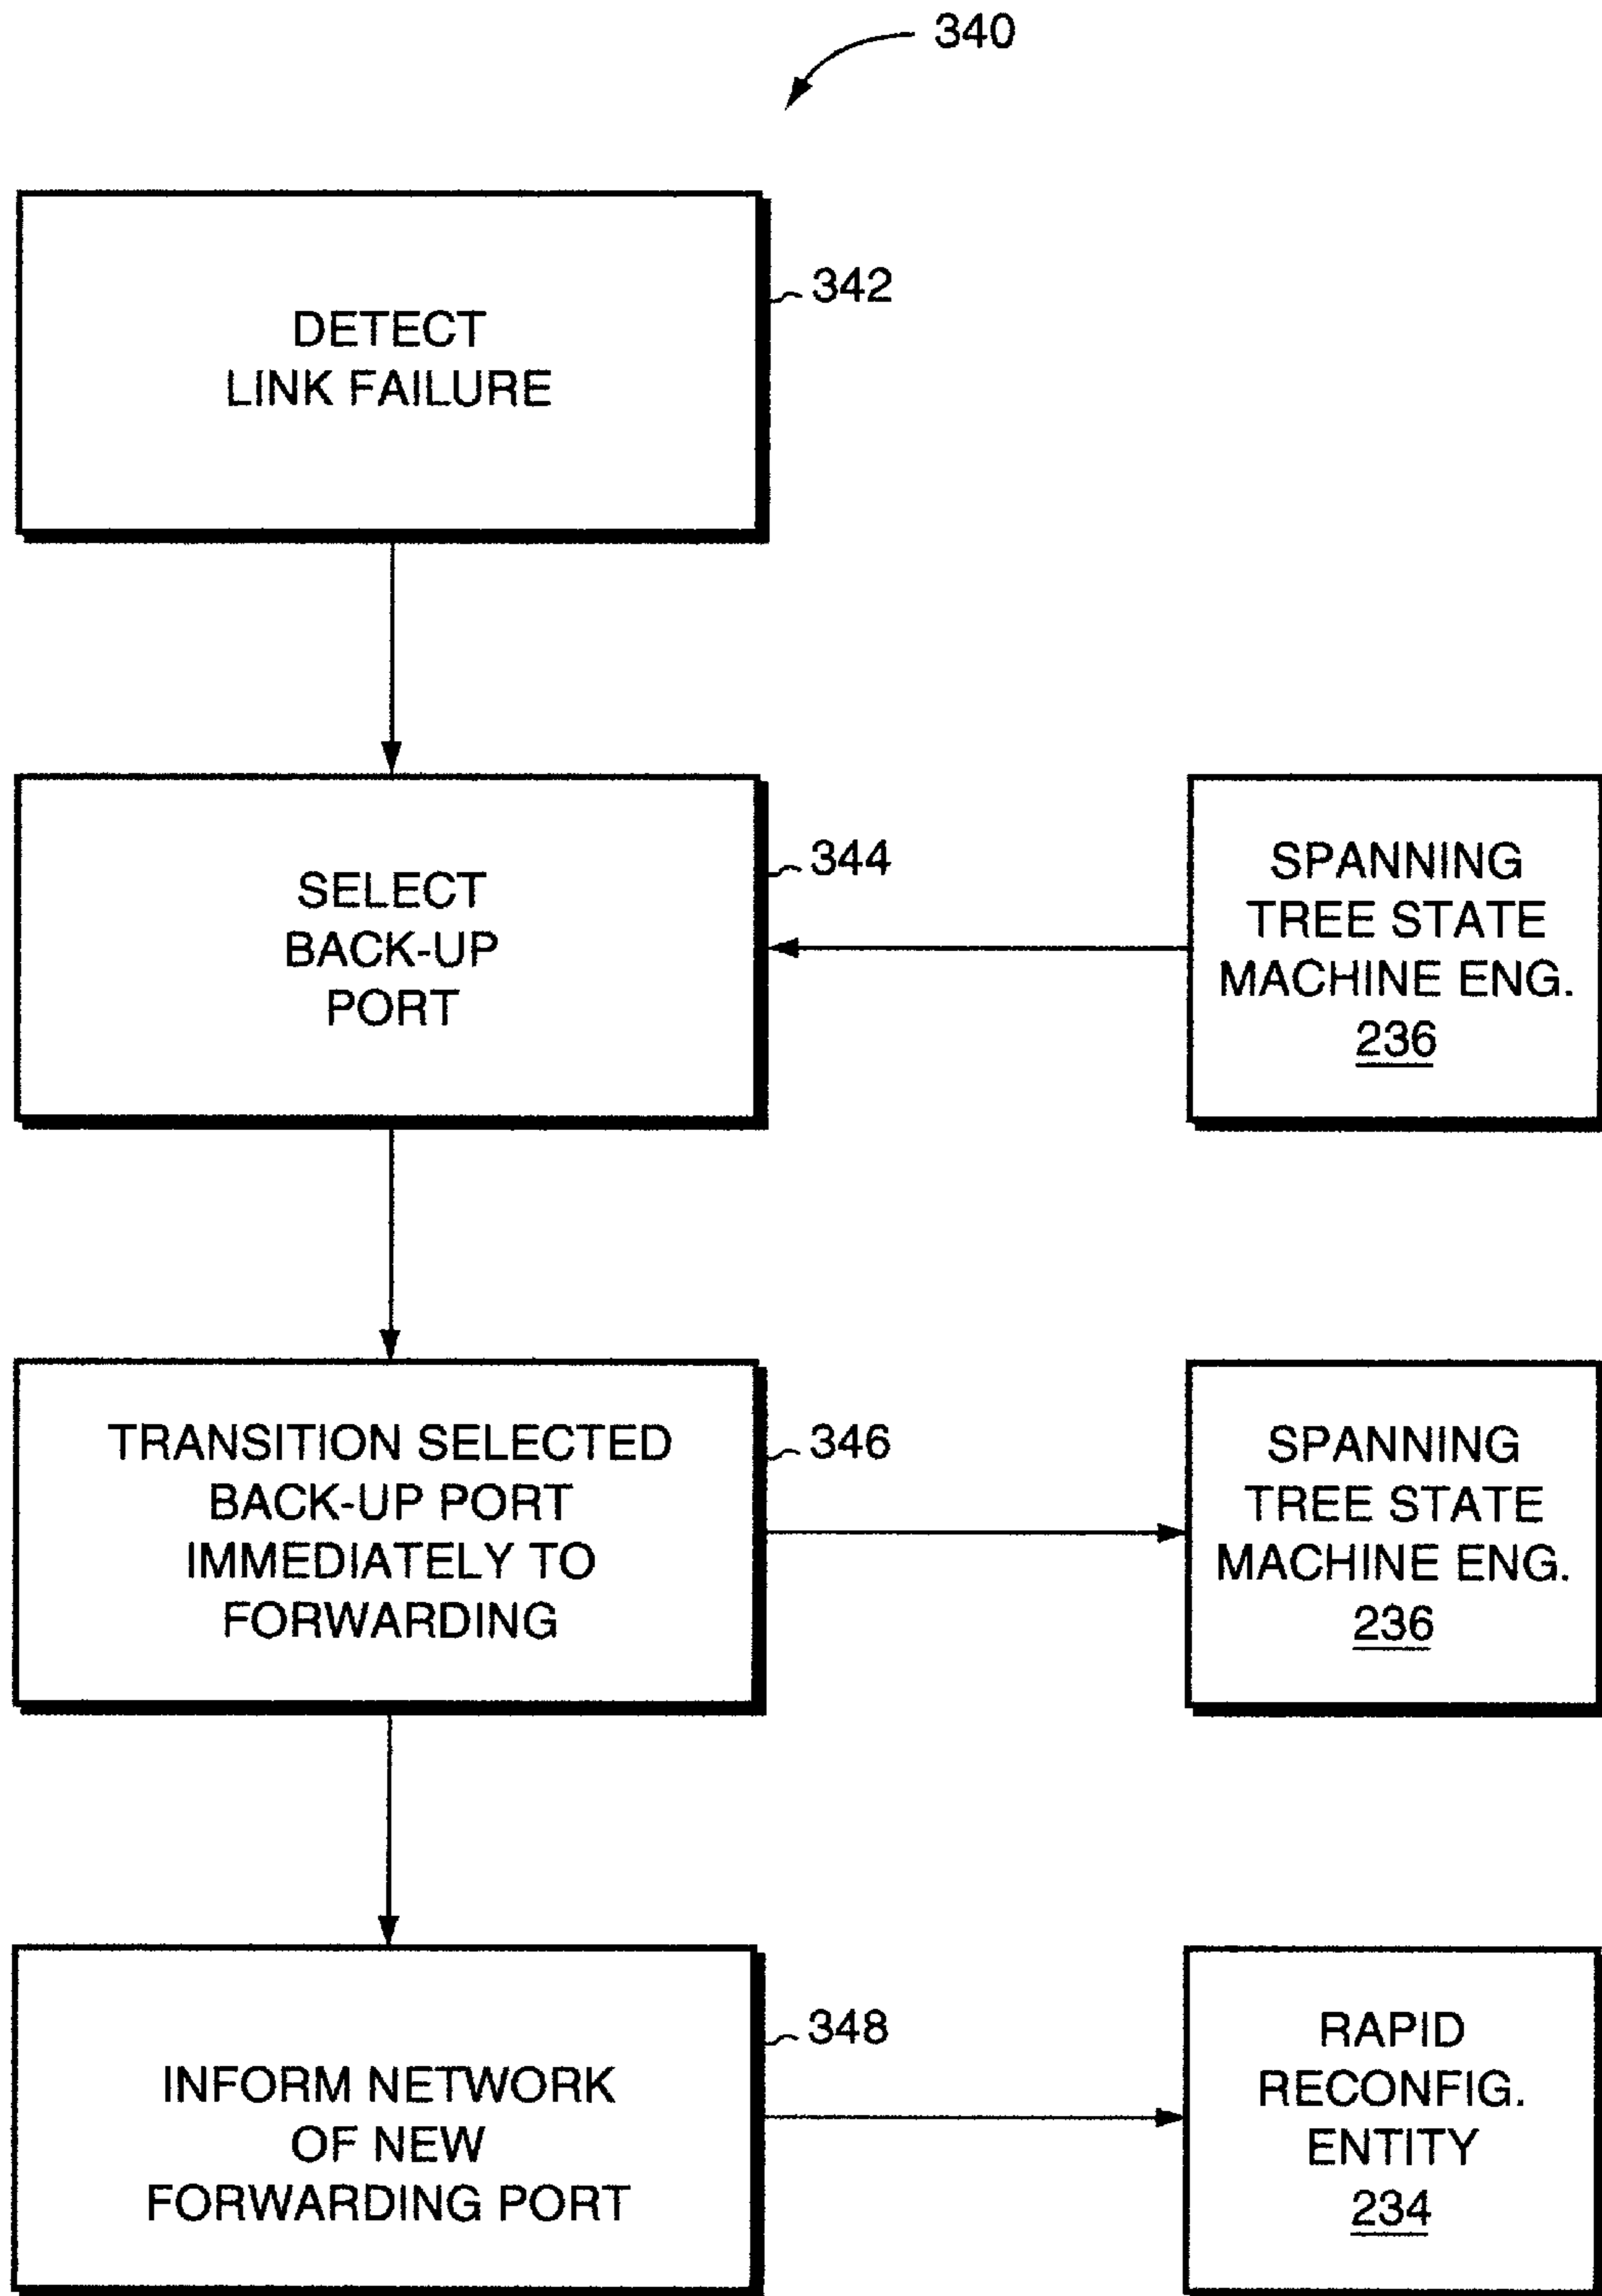 340
DETECT
LINK FAILURE
342
SELECT
BACK-UP
PORT
344
SPANNING
TREE STATE
MACHINE ENG.
236
TRANSITION SELECTED
BACK-UP PORT
IMMEDIATELY TO
FORWARDING
346
SPANNING
TREE STATE
MACHINE ENG.
236
INFORM NETWORK
OF NEW
FORWARDING PORT
348
RAPID
RECONFIG.
ENTITY
234